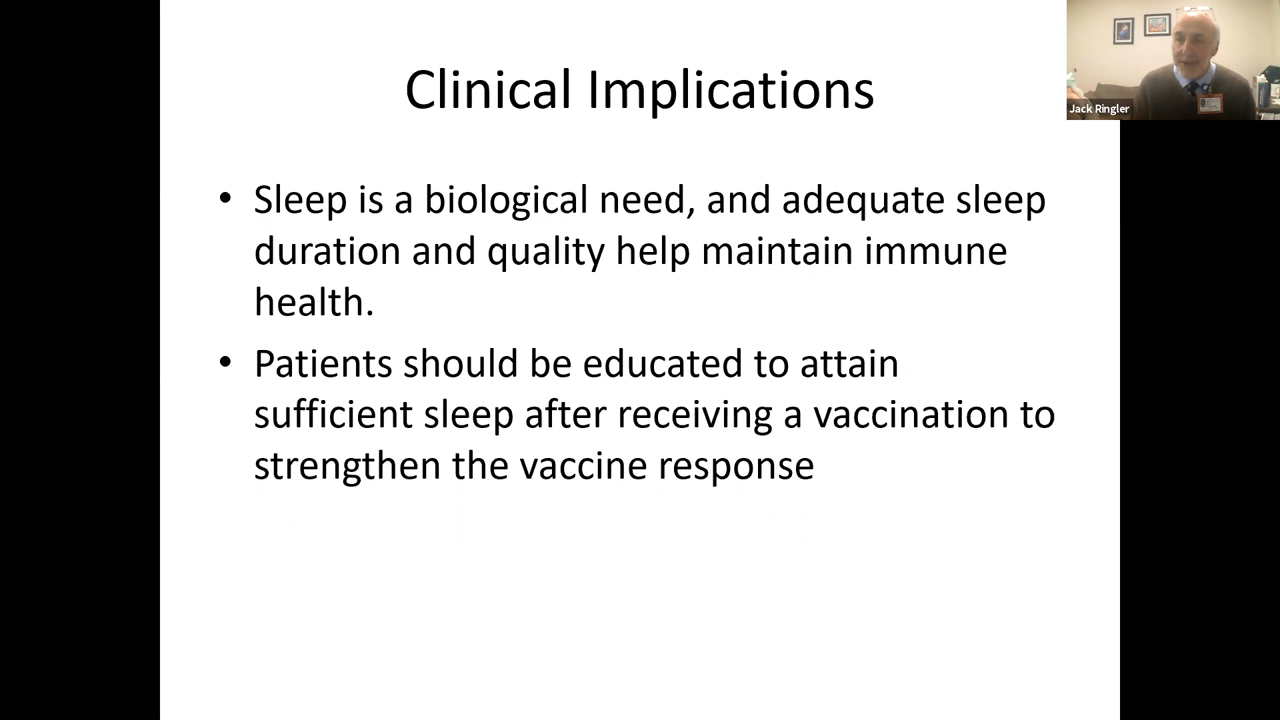 Clinical Implications
Jack Ringler
• Sleep is a biological need, and adequate sleep
duration and quality help maintain immune
health.
• Patients should be educated to attain
sufficient sleep after receiving a vaccination to
strengthen the vaccine response